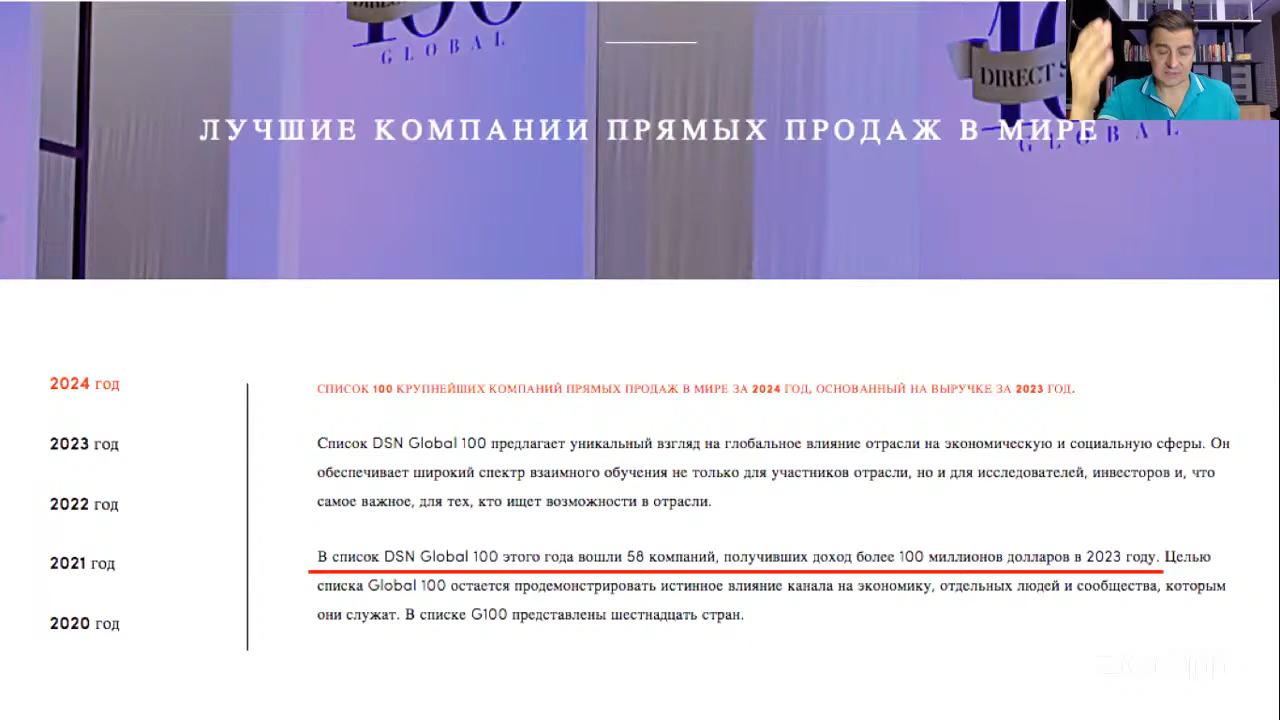 100
GLOBAL
DIRECT S
GLOBAL
ЛУЧШИЕ КОМПАНИИ ПРЯМЫХ ПРОДАЖ В МИРЕ
2024 год
2023 год
2022 год
2021 год
2020 год
СПИСОК 100 КРУПНЕЙШИХ КОМПАНИЙ ПРЯМЫХ ПРОДАЖ В МИРЕ ЗА 2024 ГОД, ОСНОВАННЫЙ НА ВЫРУЧКЕ ЗА 2023 ГОД.
Список DSN Global 100 предлагает уникальный взгляд на глобальное влияние отрасли на экономическую и социальную сферы. Он
обеспечивает широкий спектр взаимного обучения не только для участников отрасли, но и для исследователей, инвесторов и, что
самое важное, для тех, кто ищет возможности в отрасли.
В список DSN Global 100 этого года вошли 58 компаний, получивших доход более 100 миллионов долларов в 2023 году. Целью
списка Global 100 остается продемонстрировать истинное влияние канала на экономику, отдельных людей и сообщества, которым
они служат. В списке G100 представлены шестнадцать стран.